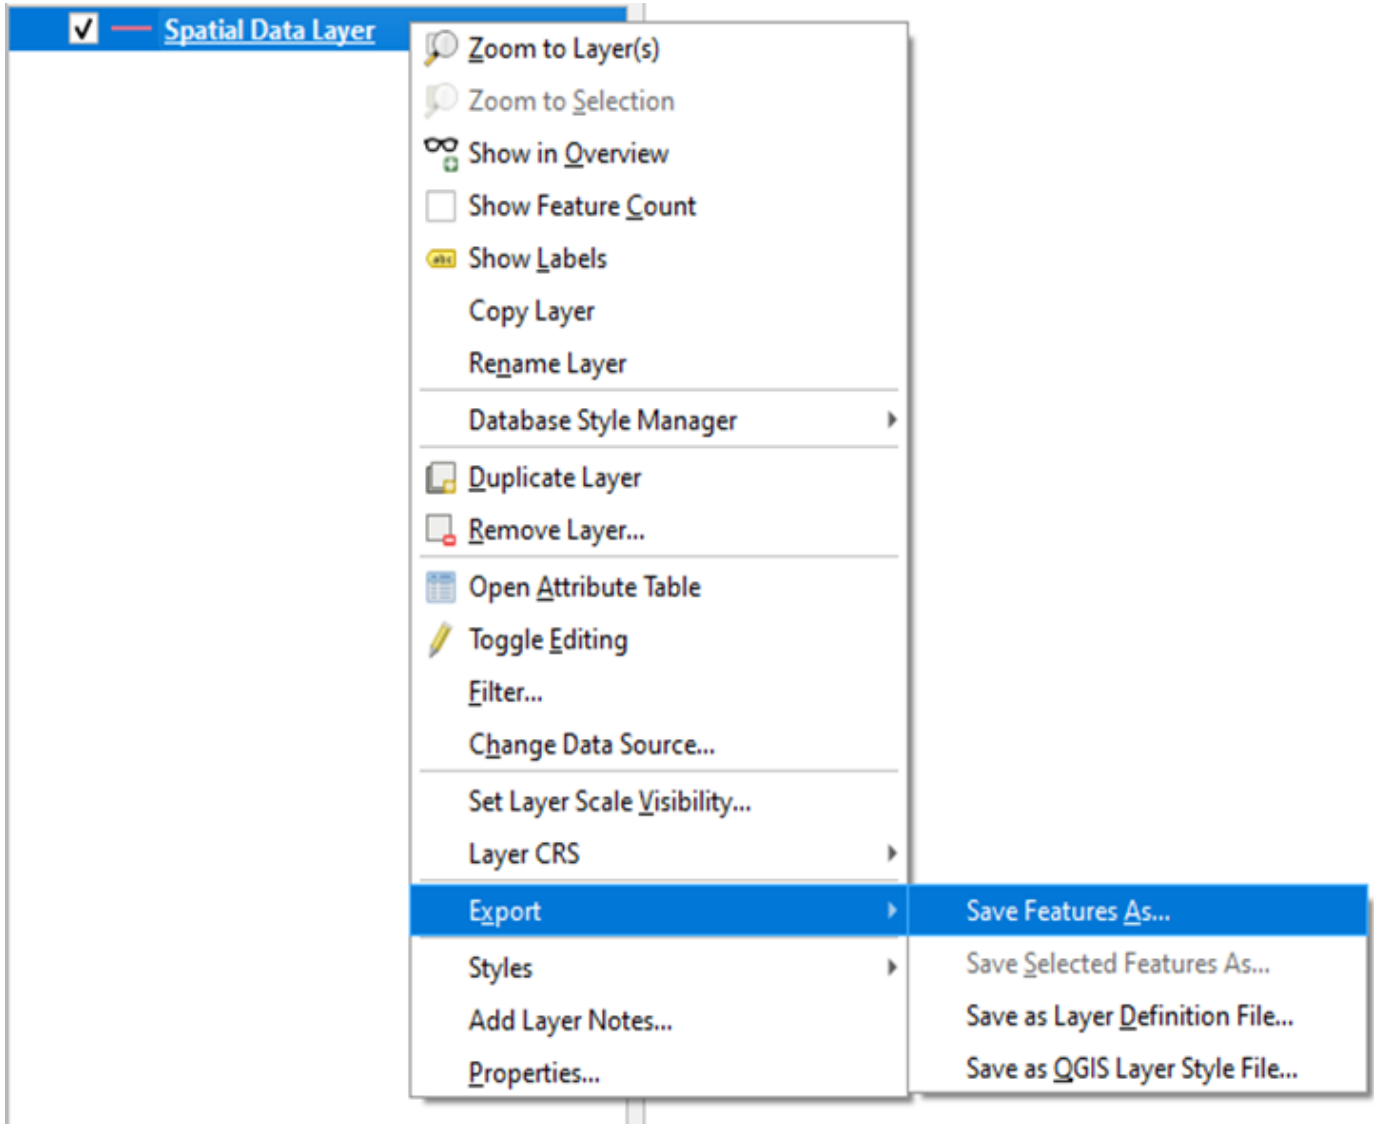 Spatial Data Layer
Zoom to Layer(s)
Zoom to Selection
Show in Overview
Show Feature Count
abc Show Labels
Copy Layer
Rename Layer
Database Style Manager
Duplicate Layer
Remove Layer...
Open Attribute Table
Toggle Editing
Filter...
Change Data Source...
Set Layer Scale Visibility...
Layer CRS
Export
Save Features As...
Save Selected Features As...
Save as Layer Definition File...
Save as QGIS Layer Style File...
Styles
Add Layer Notes...
Properties...